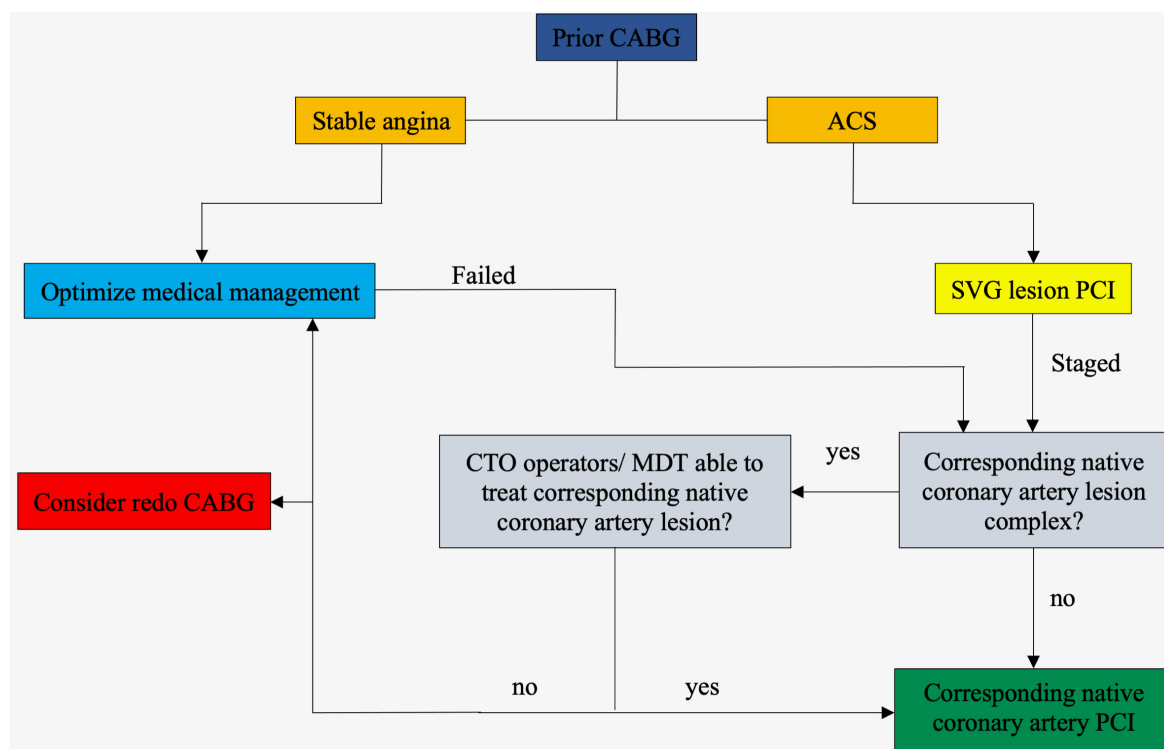 Prior CABG
Stable angina
ACS
Optimize medical management
Failed
SVG lesion PCI
Staged
CTO operators/ MDT able to
treat corresponding native
coronary artery lesion?
yes
Corresponding native
coronary artery lesion
complex?
Consider redo CABG
no
no
yes
Corresponding native
coronary artery PCI